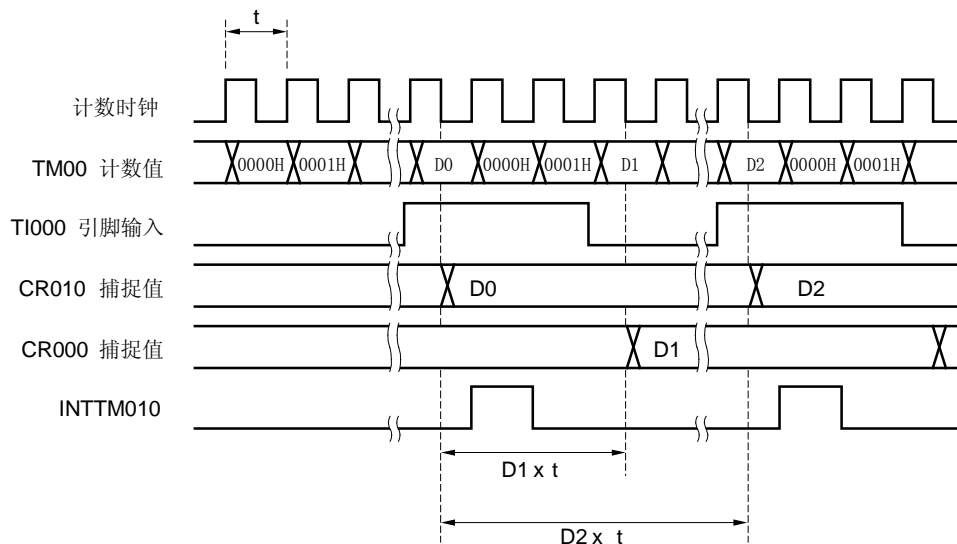 t
计数时钟
TM00 计数值
0000H 0001H D0 0000H 0001H D1 D2 0000H 0001H
TI000 引脚输入
CR010 捕捉值
D0 D2
CR000 捕捉值
D1
INTTM010
D1 x t
D2 x t